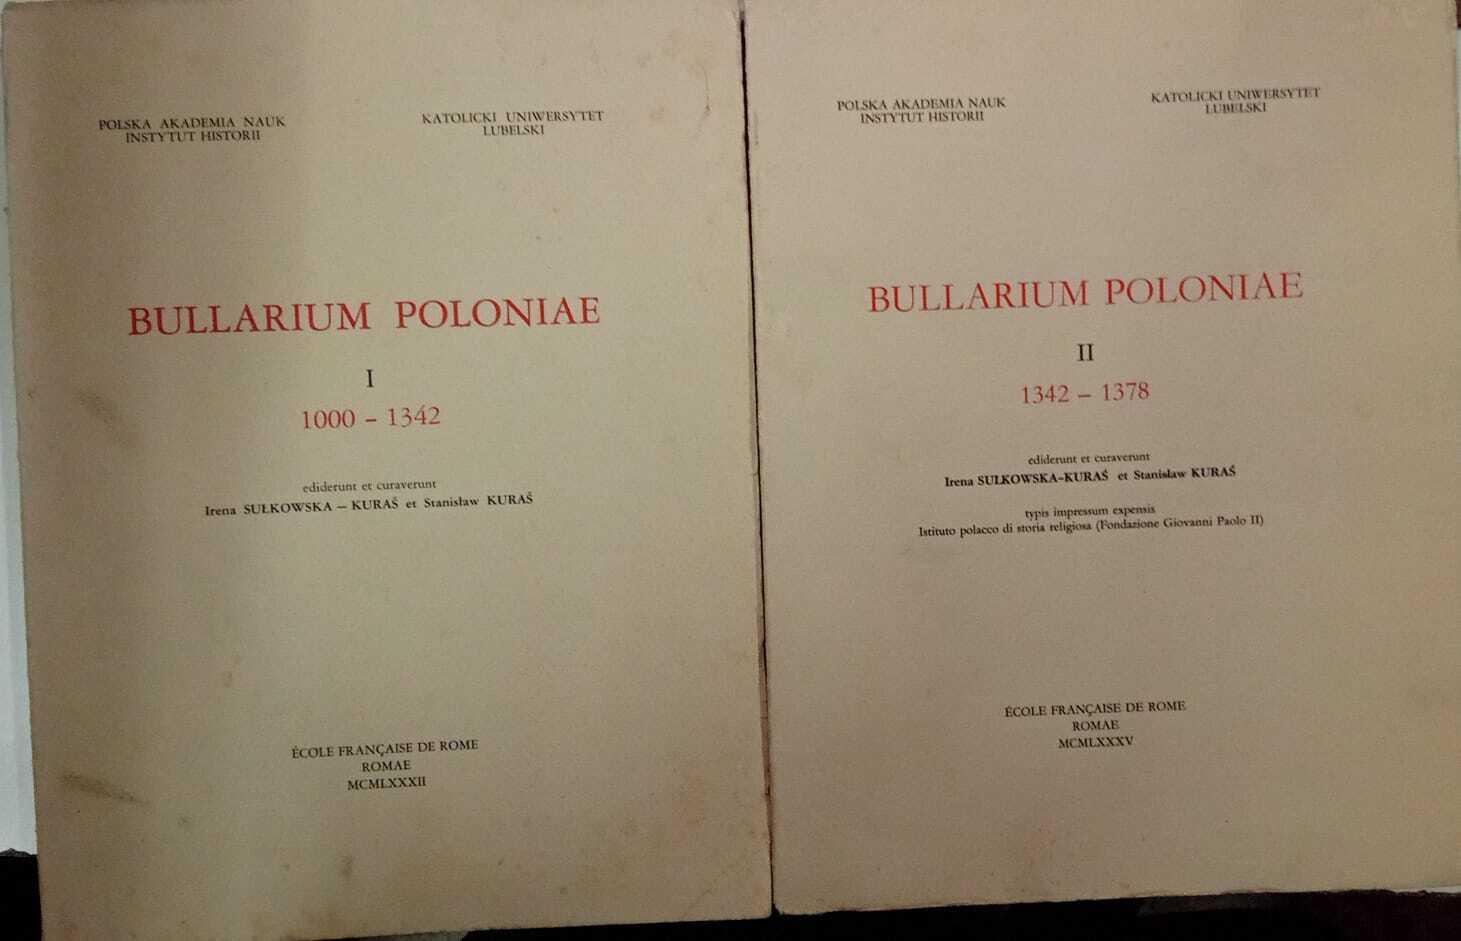 POLSKA AKADEMIA NAUK
INSTYTUT HISTORII
KATOLICKI UNIWERSYTET
LUBELSKI
BULLARIUM POLONIAE
I
1000 – 1342
ediderunt et curaverunt
Irena SUŁKOWSKA – KURAŚ et Stanisław KURAŚ
ÉCOLE FRANÇAISE DE ROME
ROMAE
MCMLXXXII
POLSKA AKADEMIA NAUK
INSTYTUT HISTORII
KATOLICKI UNIWERSYTET
LUBELSKI
BULLARIUM POLONIAE
II
1342 – 1378
ediderunt et curaverunt
Irena SUŁKOWSKA-KURAŚ et Stanisław KURAŚ
typis impressum expensis
Istituto polacco di storia religiosa (Fondazione Giovanni Paolo II)
ÉCOLE FRANÇAISE DE ROME
ROMAE
MCMLXXXV